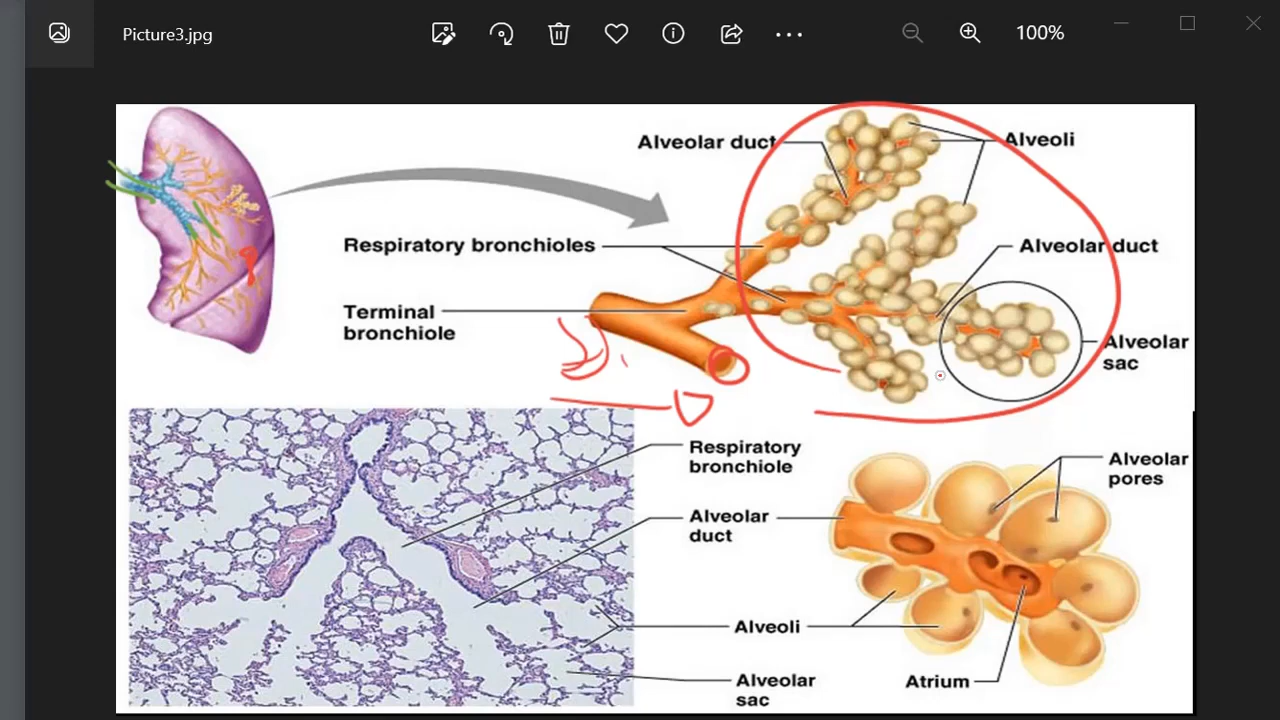 Picture3.jpg
100%
Alveolar duct
Alveoli
Respiratory bronchioles
Alveolar duct
Terminal
bronchiole
Alveolar
sac
Respiratory
bronchiole
Alveolar
pores
Alveolar
duct
Alveoli
Alveolar
sac
Atrium